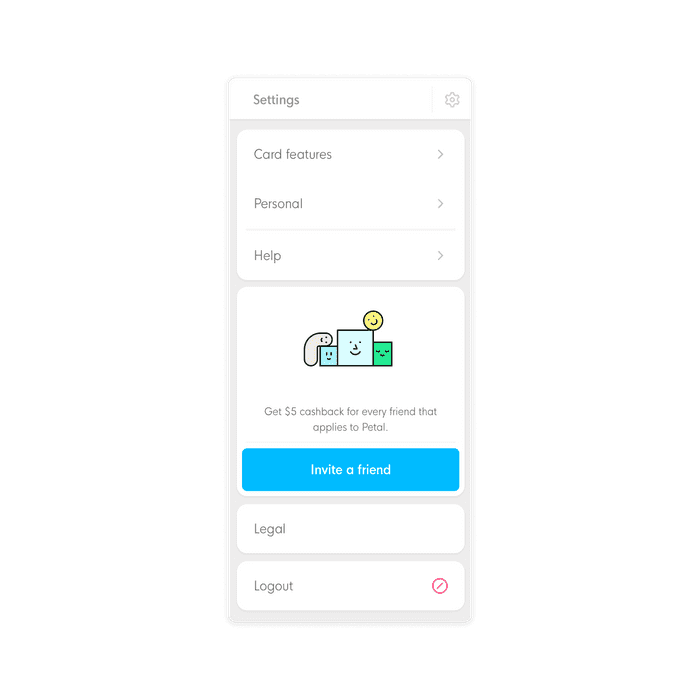 Settings
Card features
Personal
Help
Get $5 cashback for every friend that
applies to Petal.
Invite a friend
Legal
Logout